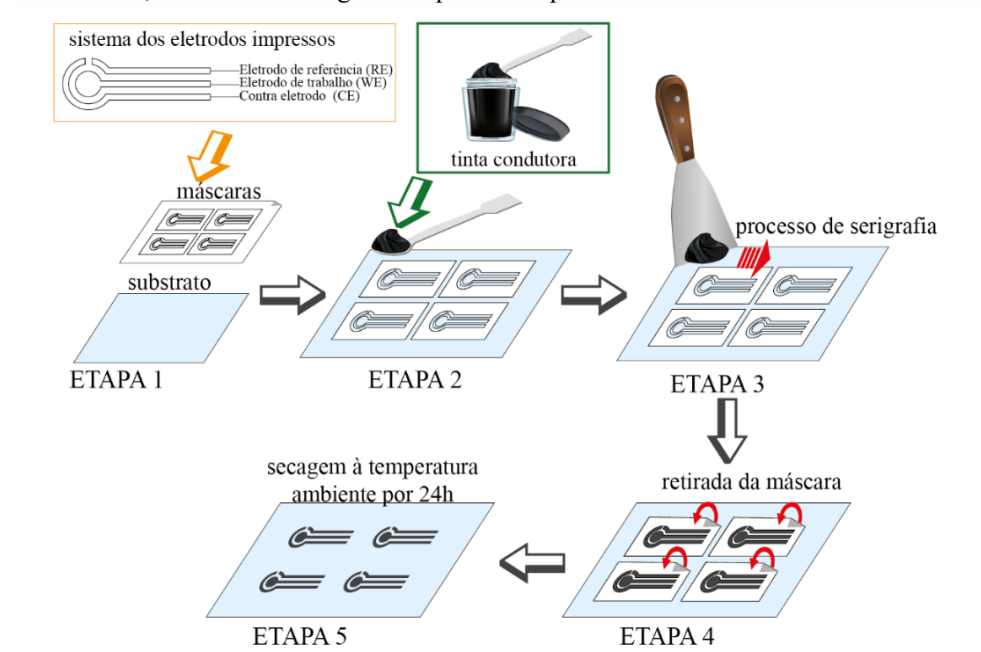 sistema dos eletrodos impressos
Eletrodo de referência (RE)
Eletrodo de trabalho (WE)
Contra eletrodo (CE)
tinta condutora
máscaras
substrato
processo de serigrafia
ETAPA 1
ETAPA 2
ETAPA 3
secagem à temperatura
ambiente por 24h
retirada da máscara
ETAPA 5
ETAPA 4